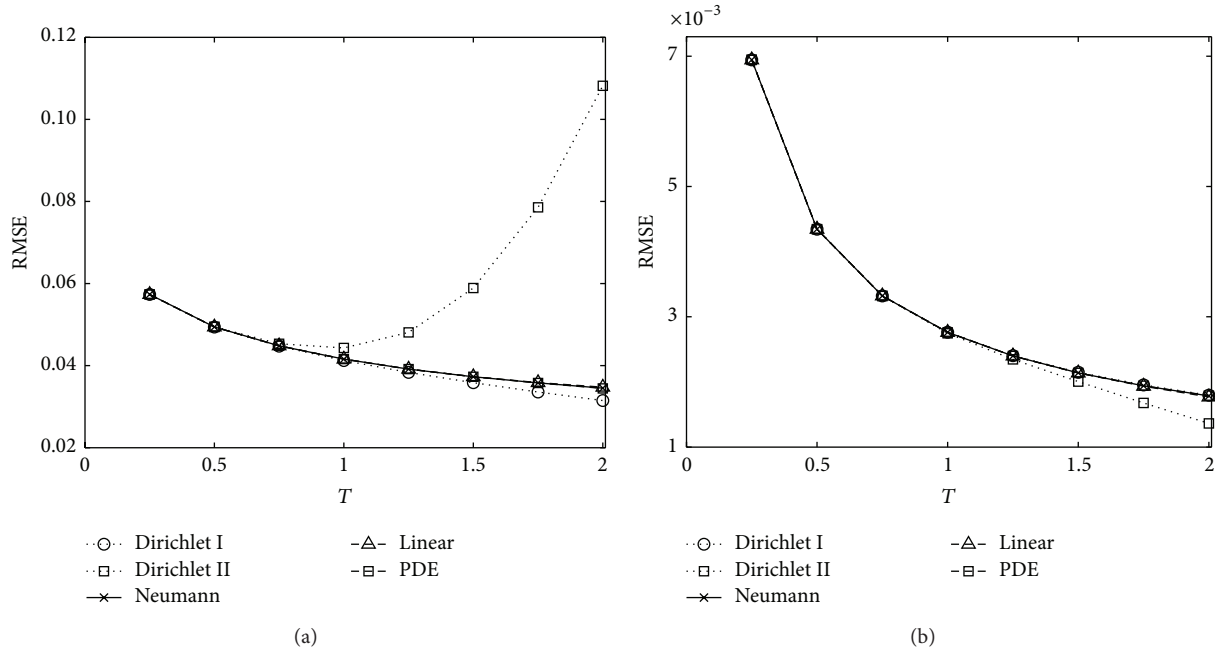 0.12
0.10
0.08
0.06
0.04
0.02
RMSE
0 0.5 1 1.5 2
T
Dirichlet I
Dirichlet II
Neumann
Linear
PDE
(a)
×10⁻³
7
5
3
1
RMSE
0 0.5 1 1.5 2
T
Dirichlet I
Dirichlet II
Neumann
Linear
PDE
(b)